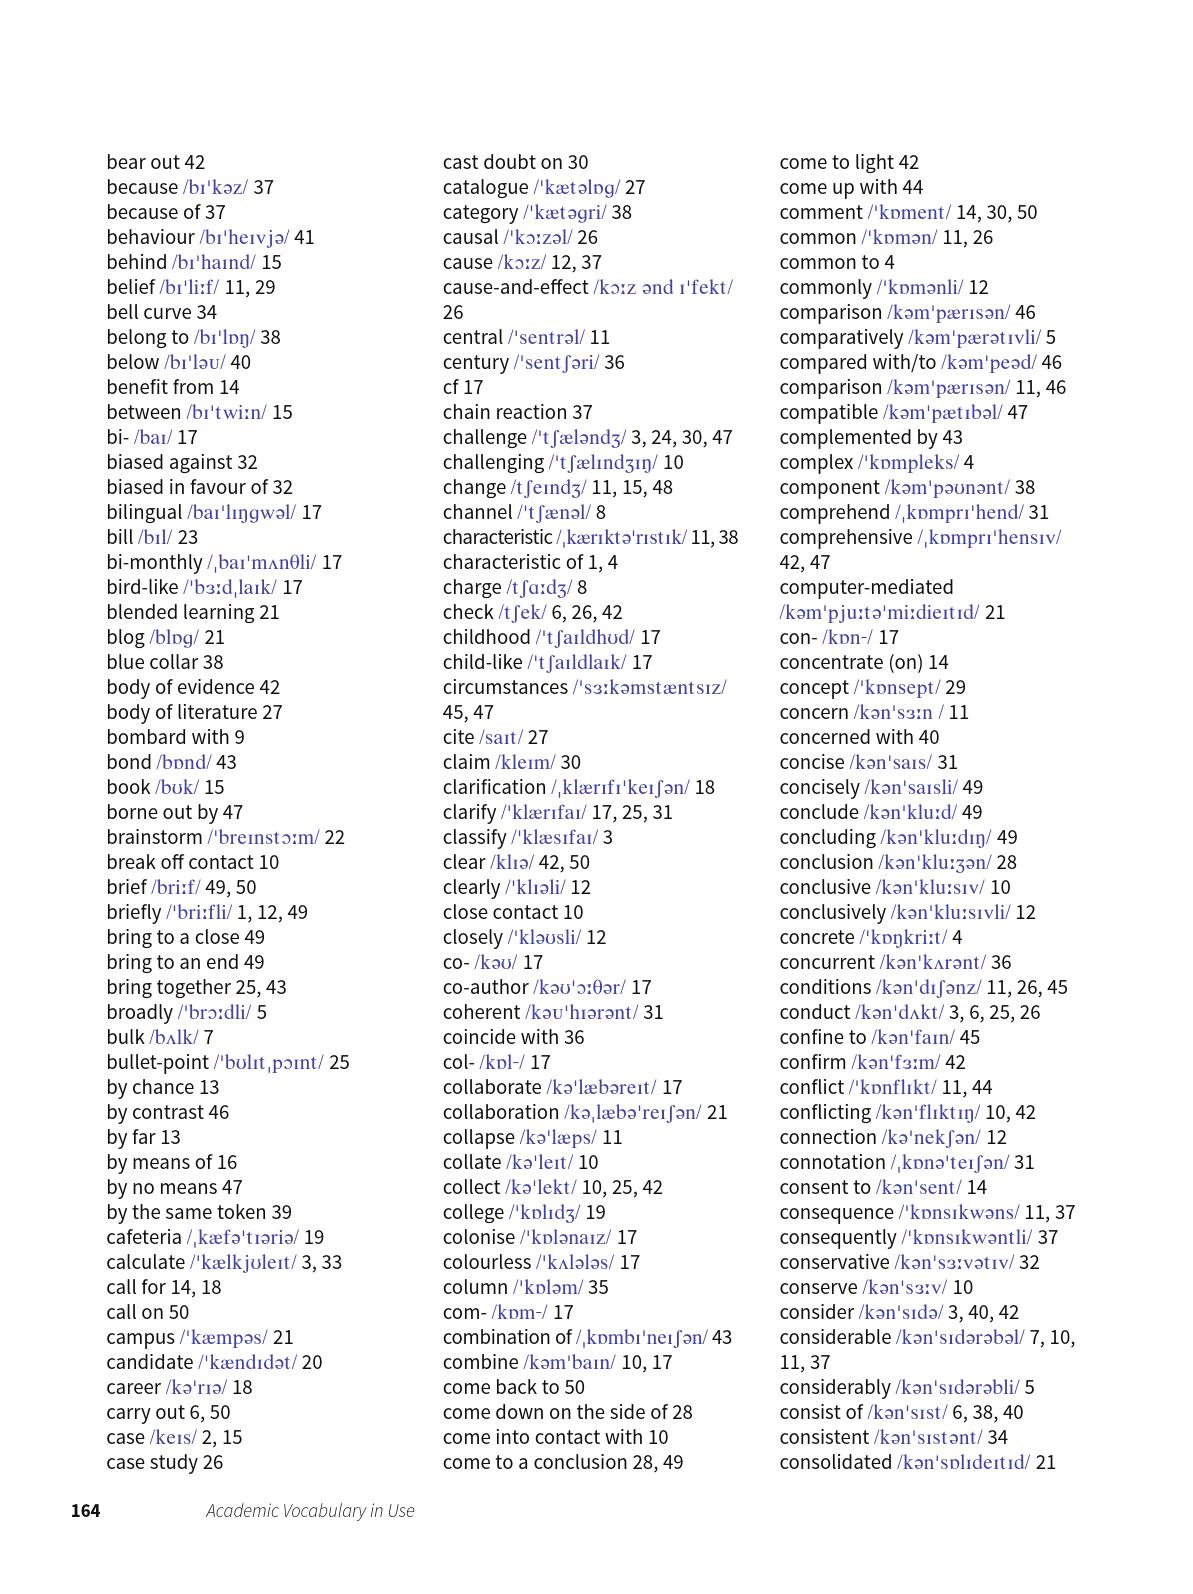 bear out 42
because /bɪˈkəz/ 37
because of 37
behaviour /bɪˈheɪvjə/ 41
behind /bɪˈhaɪnd/ 15
belief /bɪˈliːf/ 11, 29
bell curve 34
belong to /bɪˈlɒŋ/ 38
below /bɪˈləʊ/ 40
benefit from 14
between /bɪˈtwiːn/ 15
bi- /baɪ/ 17
biased against 32
biased in favour of 32
bilingual /baɪˈlɪŋɡwəl/ 17
bill /bɪl/ 23
bi-monthly /ˌbaɪˈmʌnθli/ 17
bird-like /ˈbɜːdˌlaɪk/ 17
blended learning 21
blog /blɒɡ/ 21
blue collar 38
body of evidence 42
body of literature 27
bombard with 9
bond /bɒnd/ 43
book /bʊk/ 15
borne out by 47
brainstorm /ˈbreɪnstɔːm/ 22
break off contact 10
brief /briːf/ 49, 50
briefly /ˈbriːfli/ 1, 12, 49
bring to a close 49
bring to an end 49
bring together 25, 43
broadly /ˈbrɔːdli/ 5
bulk /bʌlk/ 7
bullet-point /ˈbʊlɪtˌpɔɪnt/ 25
by chance 13
by contrast 46
by far 13
by means of 16
by no means 47
by the same token 39
cafeteria /ˌkæfəˈtɪəriə/ 19
calculate /ˈkælkjʊleɪt/ 3, 33
call for 14, 18
call on 50
campus /ˈkæmpəs/ 21
candidate /ˈkændɪdət/ 20
career /kəˈrɪə/ 18
carry out 6, 50
case /keɪs/ 2, 15
case study 26
cast doubt on 30
catalogue /ˈkætəlɒɡ/ 27
category /ˈkætəɡri/ 38
causal /ˈkɔːzəl/ 26
cause /kɔːz/ 12, 37
cause-and-effect /kɔːz ənd ɪˈfekt/
26
central /ˈsentrəl/ 11
century /ˈsentʃəri/ 36
cf 17
chain reaction 37
challenge /ˈtʃæləndʒ/ 3, 24, 30, 47
challenging /ˈtʃælɪndʒɪŋ/ 10
change /tʃeɪndʒ/ 11, 15, 48
channel /ˈtʃænəl/ 8
characteristic /ˌkærɪktəˈrɪstɪk/ 11, 38
characteristic of 1, 4
charge /tʃɑːdʒ/ 8
check /tʃek/ 6, 26, 42
childhood /ˈtʃaɪldhʊd/ 17
child-like /ˈtʃaɪldlaɪk/ 17
circumstances /ˈsɜːkəmstæntsɪz/
45, 47
cite /saɪt/ 27
claim /kleɪm/ 30
clarification /ˌklærɪfɪˈkeɪʃən/ 18
clarify /ˈklærɪfaɪ/ 17, 25, 31
classify /ˈklæsɪfaɪ/ 3
clear /klɪə/ 42, 50
clearly /ˈklɪəli/ 12
close contact 10
closely /ˈkləʊsli/ 12
co- /kəʊ/ 17
co-author /kəʊˈɔːθər/ 17
coherent /kəʊˈhɪərənt/ 31
coincide with 36
col- /kɒl-/ 17
collaborate /kəˈlæbəreɪt/ 17
collaboration /kəˌlæbəˈreɪʃən/ 21
collapse /kəˈlæps/ 11
collate /kəˈleɪt/ 10
collect /kəˈlekt/ 10, 25, 42
college /ˈkɒlɪdʒ/ 19
colonise /ˈkɒlənaɪz/ 17
colourless /ˈkʌlələs/ 17
column /ˈkɒləm/ 35
com- /kɒm-/ 17
combination of /ˌkɒmbɪˈneɪʃən/ 43
combine /kəmˈbaɪn/ 10, 17
come back to 50
come down on the side of 28
come into contact with 10
come to a conclusion 28, 49
come to light 42
come up with 44
comment /ˈkɒment/ 14, 30, 50
common /ˈkɒmən/ 11, 26
common to 4
commonly /ˈkɒmənli/ 12
comparison /kəmˈpærɪsən/ 46
comparatively /kəmˈpærətɪvli/ 5
compared with/to /kəmˈpeəd/ 46
comparison /kəmˈpærɪsən/ 11, 46
compatible /kəmˈpætɪbəl/ 47
complemented by 43
complex /ˈkɒmpleks/ 4
component /kəmˈpəʊnənt/ 38
comprehend /ˌkɒmprɪˈhend/ 31
comprehensive /ˌkɒmprɪˈhensɪv/
42, 47
computer-mediated
/kəmˈpjuːtəˈmiːdieɪtɪd/ 21
con- /kɒn-/ 17
concentrate (on) 14
concept /ˈkɒnsept/ 29
concern /kənˈsɜːn / 11
concerned with 40
concise /kənˈsaɪs/ 31
concisely /kənˈsaɪsli/ 49
conclude /kənˈkluːd/ 49
concluding /kənˈkluːdɪŋ/ 49
conclusion /kənˈkluːʒən/ 28
conclusive /kənˈkluːsɪv/ 10
conclusively /kənˈkluːsɪvli/ 12
concrete /ˈkɒŋkriːt/ 4
concurrent /kənˈkʌrənt/ 36
conditions /kənˈdɪʃənz/ 11, 26, 45
conduct /kənˈdʌkt/ 3, 6, 25, 26
confine to /kənˈfaɪn/ 45
confirm /kənˈfɜːm/ 42
conflict /ˈkɒnflɪkt/ 11, 44
conflicting /kənˈflɪktɪŋ/ 10, 42
connection /kəˈnekʃən/ 12
connotation /ˌkɒnəˈteɪʃən/ 31
consent to /kənˈsent/ 14
consequence /ˈkɒnsɪkwəns/ 11, 37
consequently /ˈkɒnsɪkwəntli/ 37
conservative /kənˈsɜːvətɪv/ 32
conserve /kənˈsɜːv/ 10
consider /kənˈsɪdə/ 3, 40, 42
considerable /kənˈsɪdərəbəl/ 7, 10,
11, 37
considerably /kənˈsɪdərəbli/ 5
consist of /kənˈsɪst/ 6, 38, 40
consistent /kənˈsɪstənt/ 34
consolidated /kənˈsɒlɪdeɪtɪd/ 21
164 Academic Vocabulary in Use